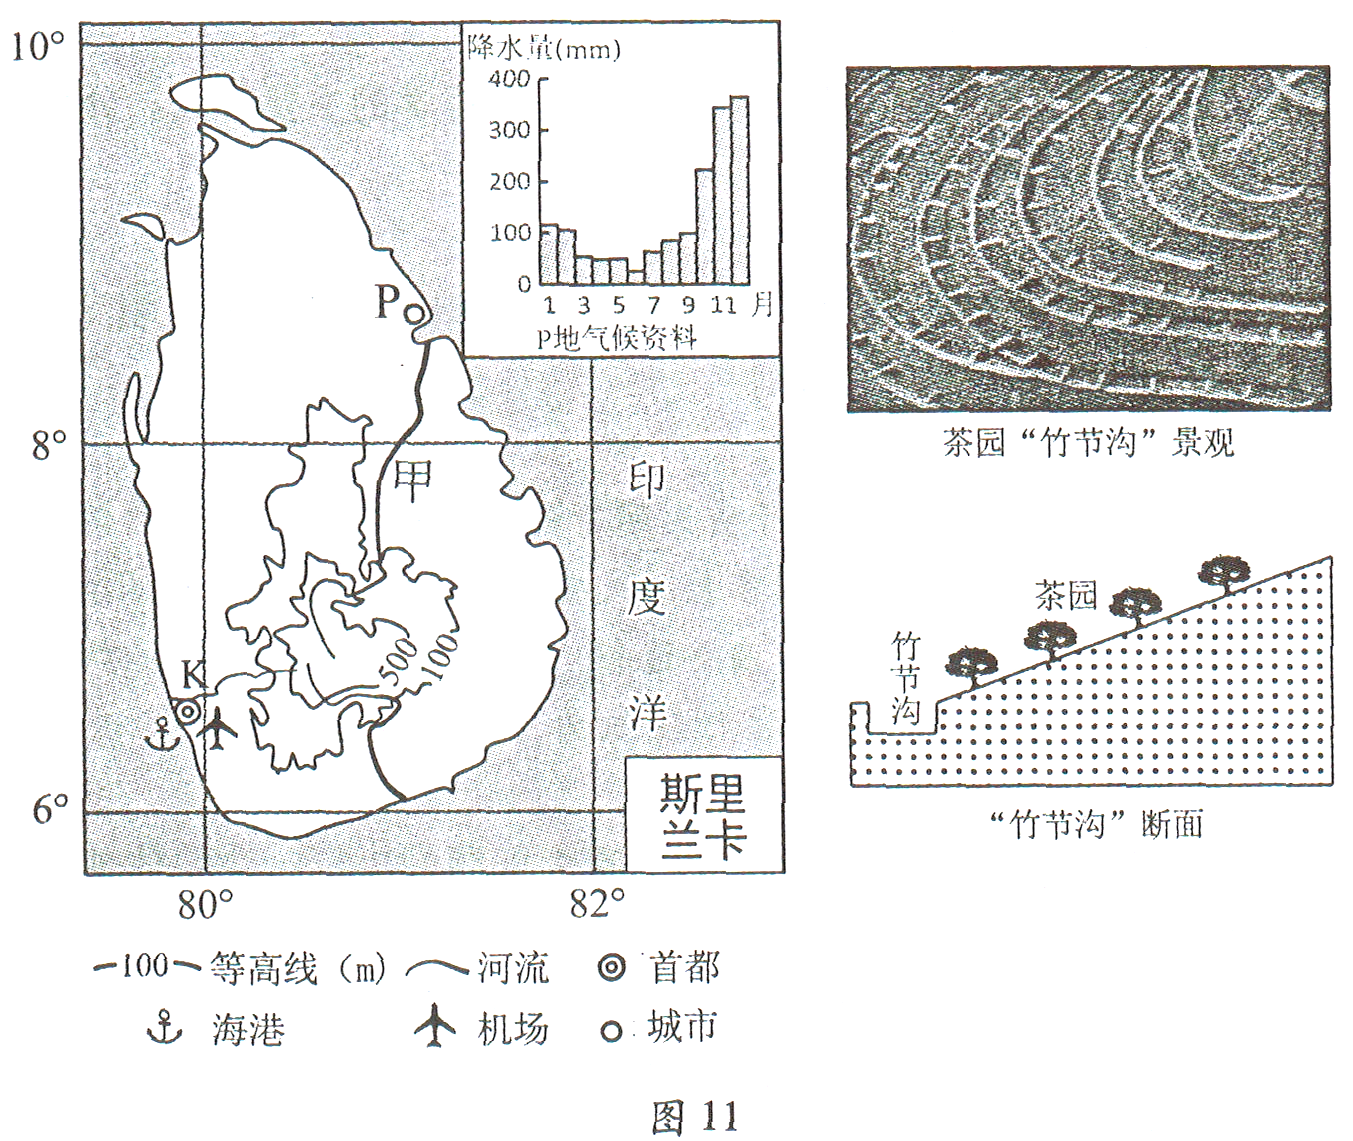 10°
8°
6°
80°
82°
降水量(mm)
400
300
200
100
0
1 3 5 7 9 11 月
P地气候资料
P
甲
K
500
100
印度洋
斯里兰卡
—100— 等高线（m） 河流 首都
海港 机场 城市
茶园“竹节沟”景观
茶园
竹节沟
“竹节沟”断面
图 11